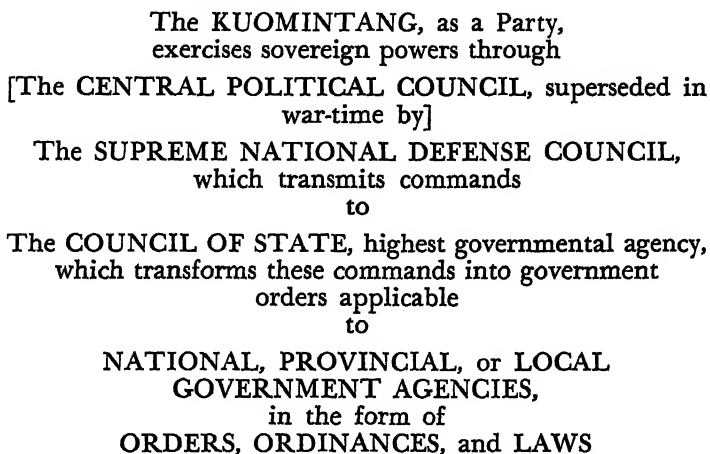 The KUOMINTANG, as a Party,
exercises sovereign powers through
[The CENTRAL POLITICAL COUNCIL, superseded in
war-time by]
The SUPREME NATIONAL DEFENSE COUNCIL,
which transmits commands
to
The COUNCIL OF STATE, highest governmental agency,
which transforms these commands into government
orders applicable
to
NATIONAL, PROVINCIAL, or LOCAL
GOVERNMENT AGENCIES,
in the form of
ORDERS, ORDINANCES, and LAWS